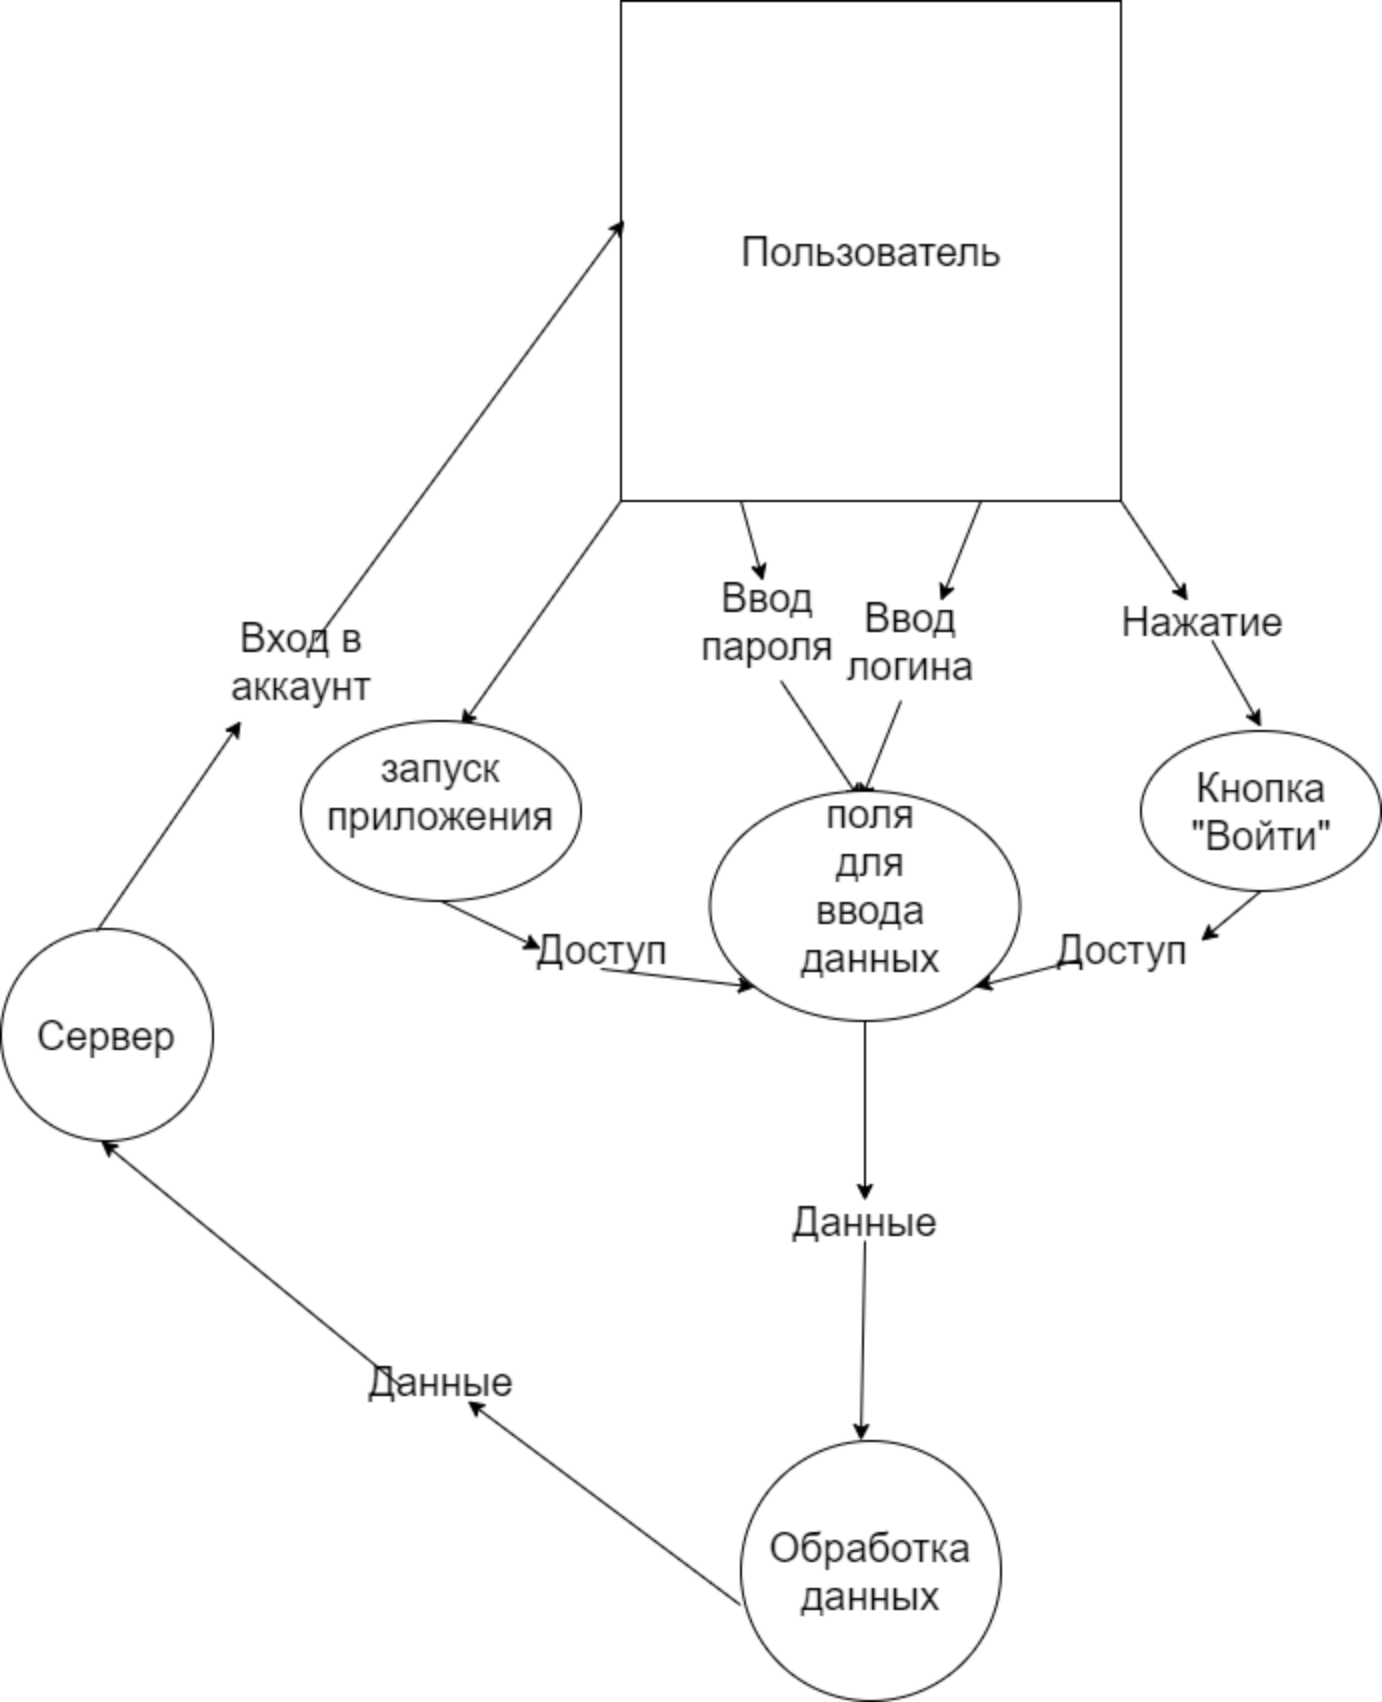 Пользователь
Ввод
пароля
Ввод
логина
Нажатие
Вход в
аккаунт
запуск
приложения
поля
для
ввода
данных
Кнопка
"Войти"
Доступ
Доступ
Сервер
Данные
Данные
Обработка
данных